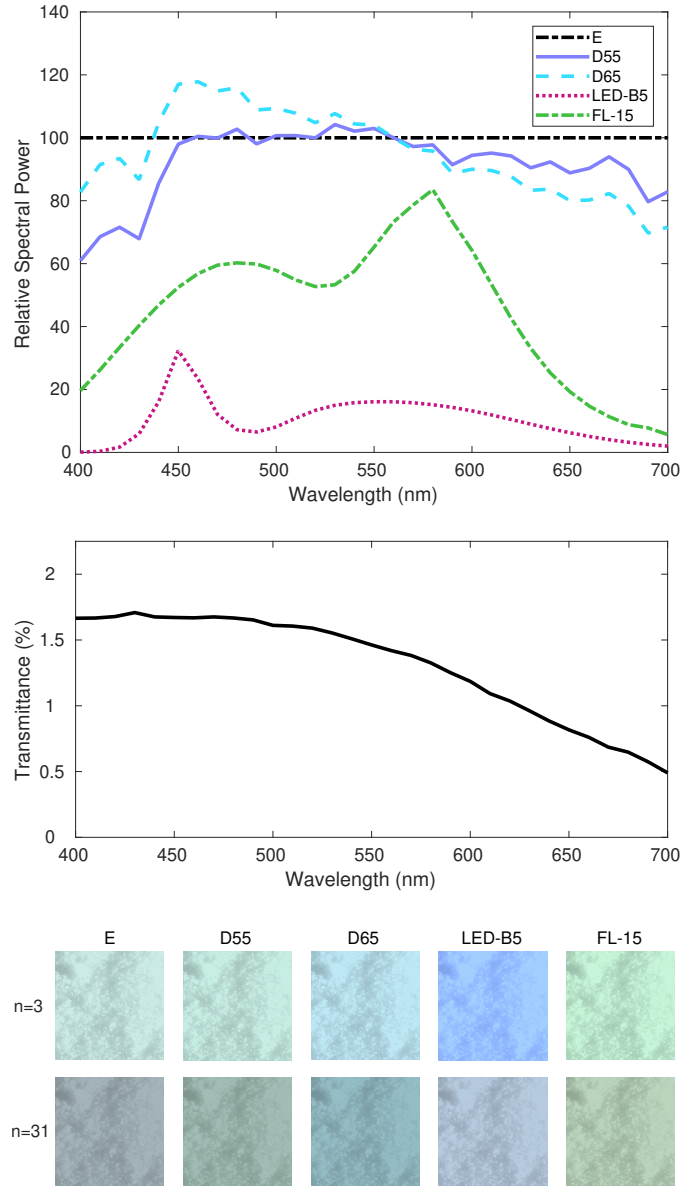 140
120
100
80
60
40
20
0
Relative Spectral Power
E
D55
D65
LED-B5
FL-15
400 450 500 550 600 650 700
Wavelength (nm)
2
1.5
1
0.5
0
Transmittance (%)
400 450 500 550 600 650 700
Wavelength (nm)
E D55 D65 LED-B5 FL-15
n=3
n=31